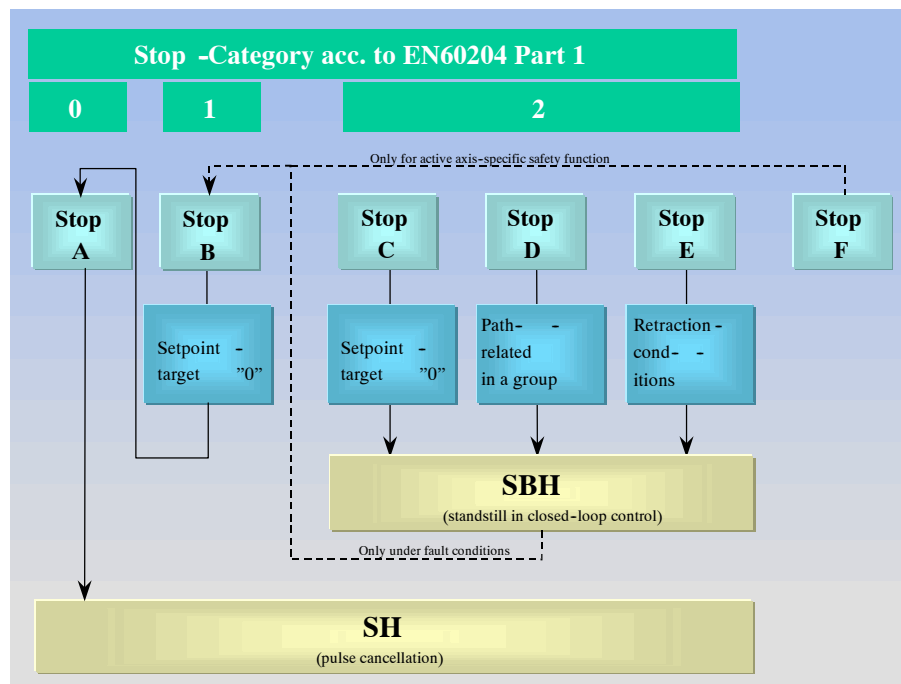 Stop -Category acc. to EN60204 Part 1
0
1
2
Only for active axis-specific safety function
Stop
A
Stop
B
Stop
C
Stop
D
Stop
E
Stop
F
Setpoint -
target "0"
Setpoint -
target "0"
Path- -
related
in a group
Retraction -
cond- -
itions
SBH
(standstill in closed-loop control)
Only under fault conditions
SH
(pulse cancellation)